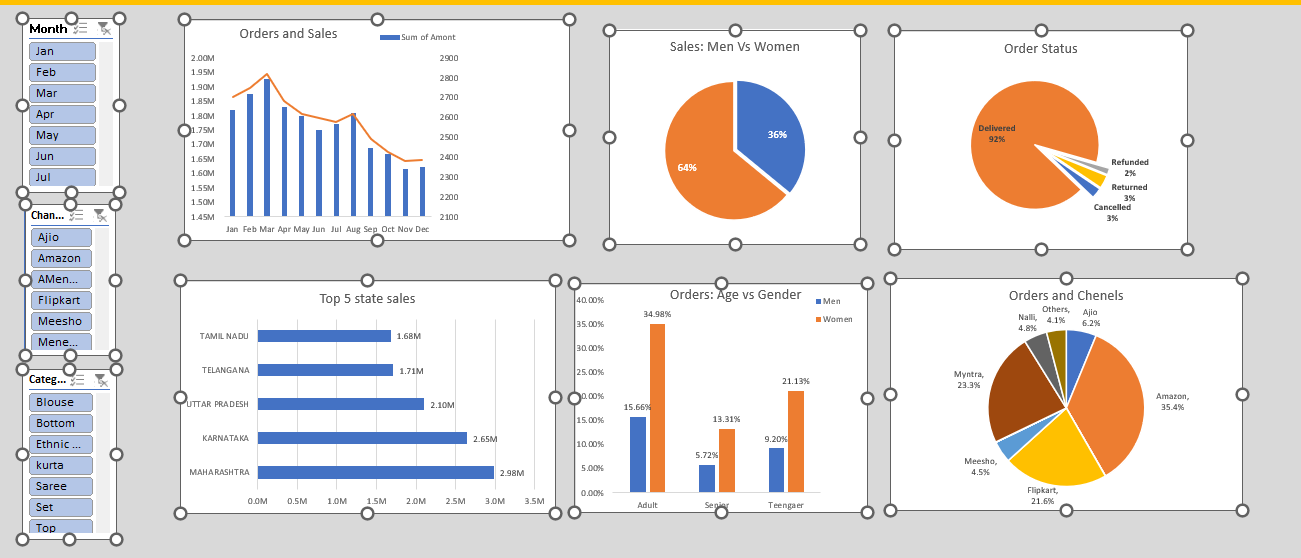 Month
Jan
Feb
Mar
Apr
May
Jun
Jul
Chan...
Ajio
Amazon
AMen...
Flipkart
Meesho
Mene...
Categ...
Blouse
Bottom
Ethnic ...
kurta
Saree
Set
Top
Orders and Sales
Sum of Amont
2.00M
1.95M
1.90M
1.85M
1.80M
1.75M
1.70M
1.65M
1.60M
1.55M
1.50M
1.45M
2900
2800
2700
2600
2500
2400
2300
2200
2100
Jan Feb Mar Apr May Jun Jul Aug Sep Oct Nov Dec
Sales: Men Vs Women
36%
64%
Order Status
Delivered
92%
Refunded
2%
Returned
3%
Cancelled
3%
Top 5 state sales
TAMIL NADU
1.68M
TELANGANA
1.71M
UTTAR PRADESH
2.10M
KARNATAKA
2.65M
MAHARASHTRA
2.98M
0.0M 0.5M 1.0M 1.5M 2.0M 2.5M 3.0M 3.5M
Orders: Age vs Gender
Men
Women
40.00%
35.00%
30.00%
25.00%
20.00%
15.00%
10.00%
5.00%
0.00%
15.66%
34.98%
5.72%
13.31%
9.20%
21.13%
Adult Senior Teengaer
Orders and Chenels
Ajio
6.2%
Amazon,
35.4%
Flipkart,
21.6%
Meesho,
4.5%
Myntra,
23.3%
Nalli,
4.8%
Others,
4.1%